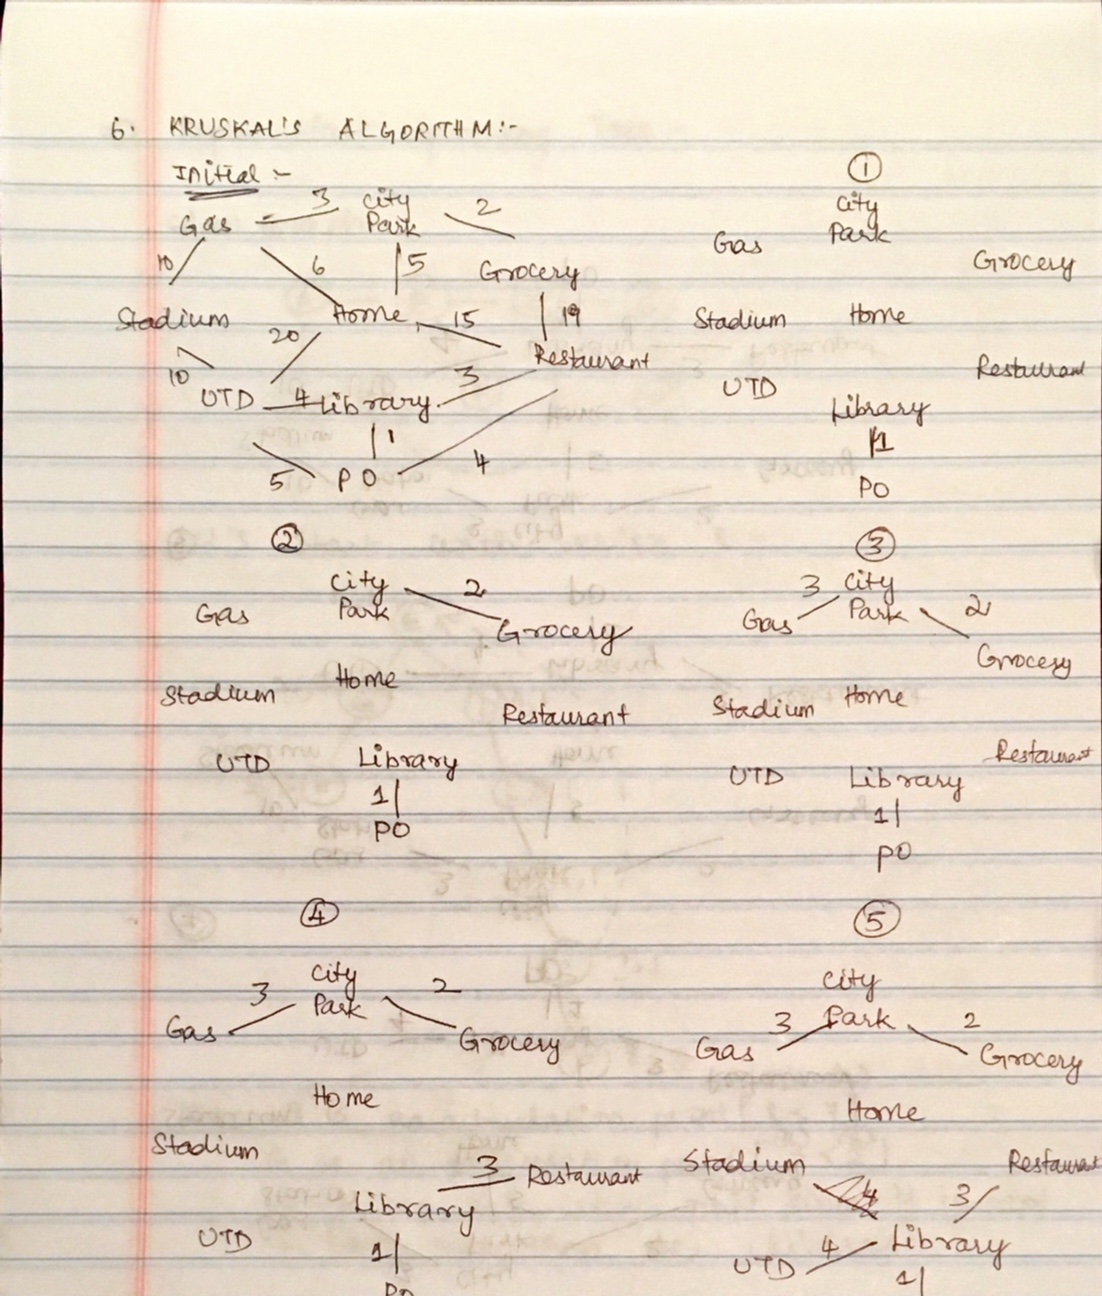 6. KRUSKAL'S ALGORITHM:-
Initial :-
Gas 3 City Park 2
10 6 5 Grocery
Stadium Home 15 19
20 Restaurant
10 3
UTD 4 Library
1
5 PO 4
①
City
Park
Gas
Grocery
Stadium Home
Restaurant
UTD
Library
1
PO
②
City 2
Gas Park
Grocery
Home
Stadium
Restaurant
UTD Library
1
PO
③
3 City
Gas Park 2
Grocery
Stadium Home
Restaurant
UTD Library
1
PO
④
City
3 Park 2
Gas Grocery
Home
Stadium
3 Restaurant
Library
UTD
1
PO
⑤
City
3 Park 2
Gas Grocery
Home
Stadium Restaurant
4 3
4 Library
UTD
1